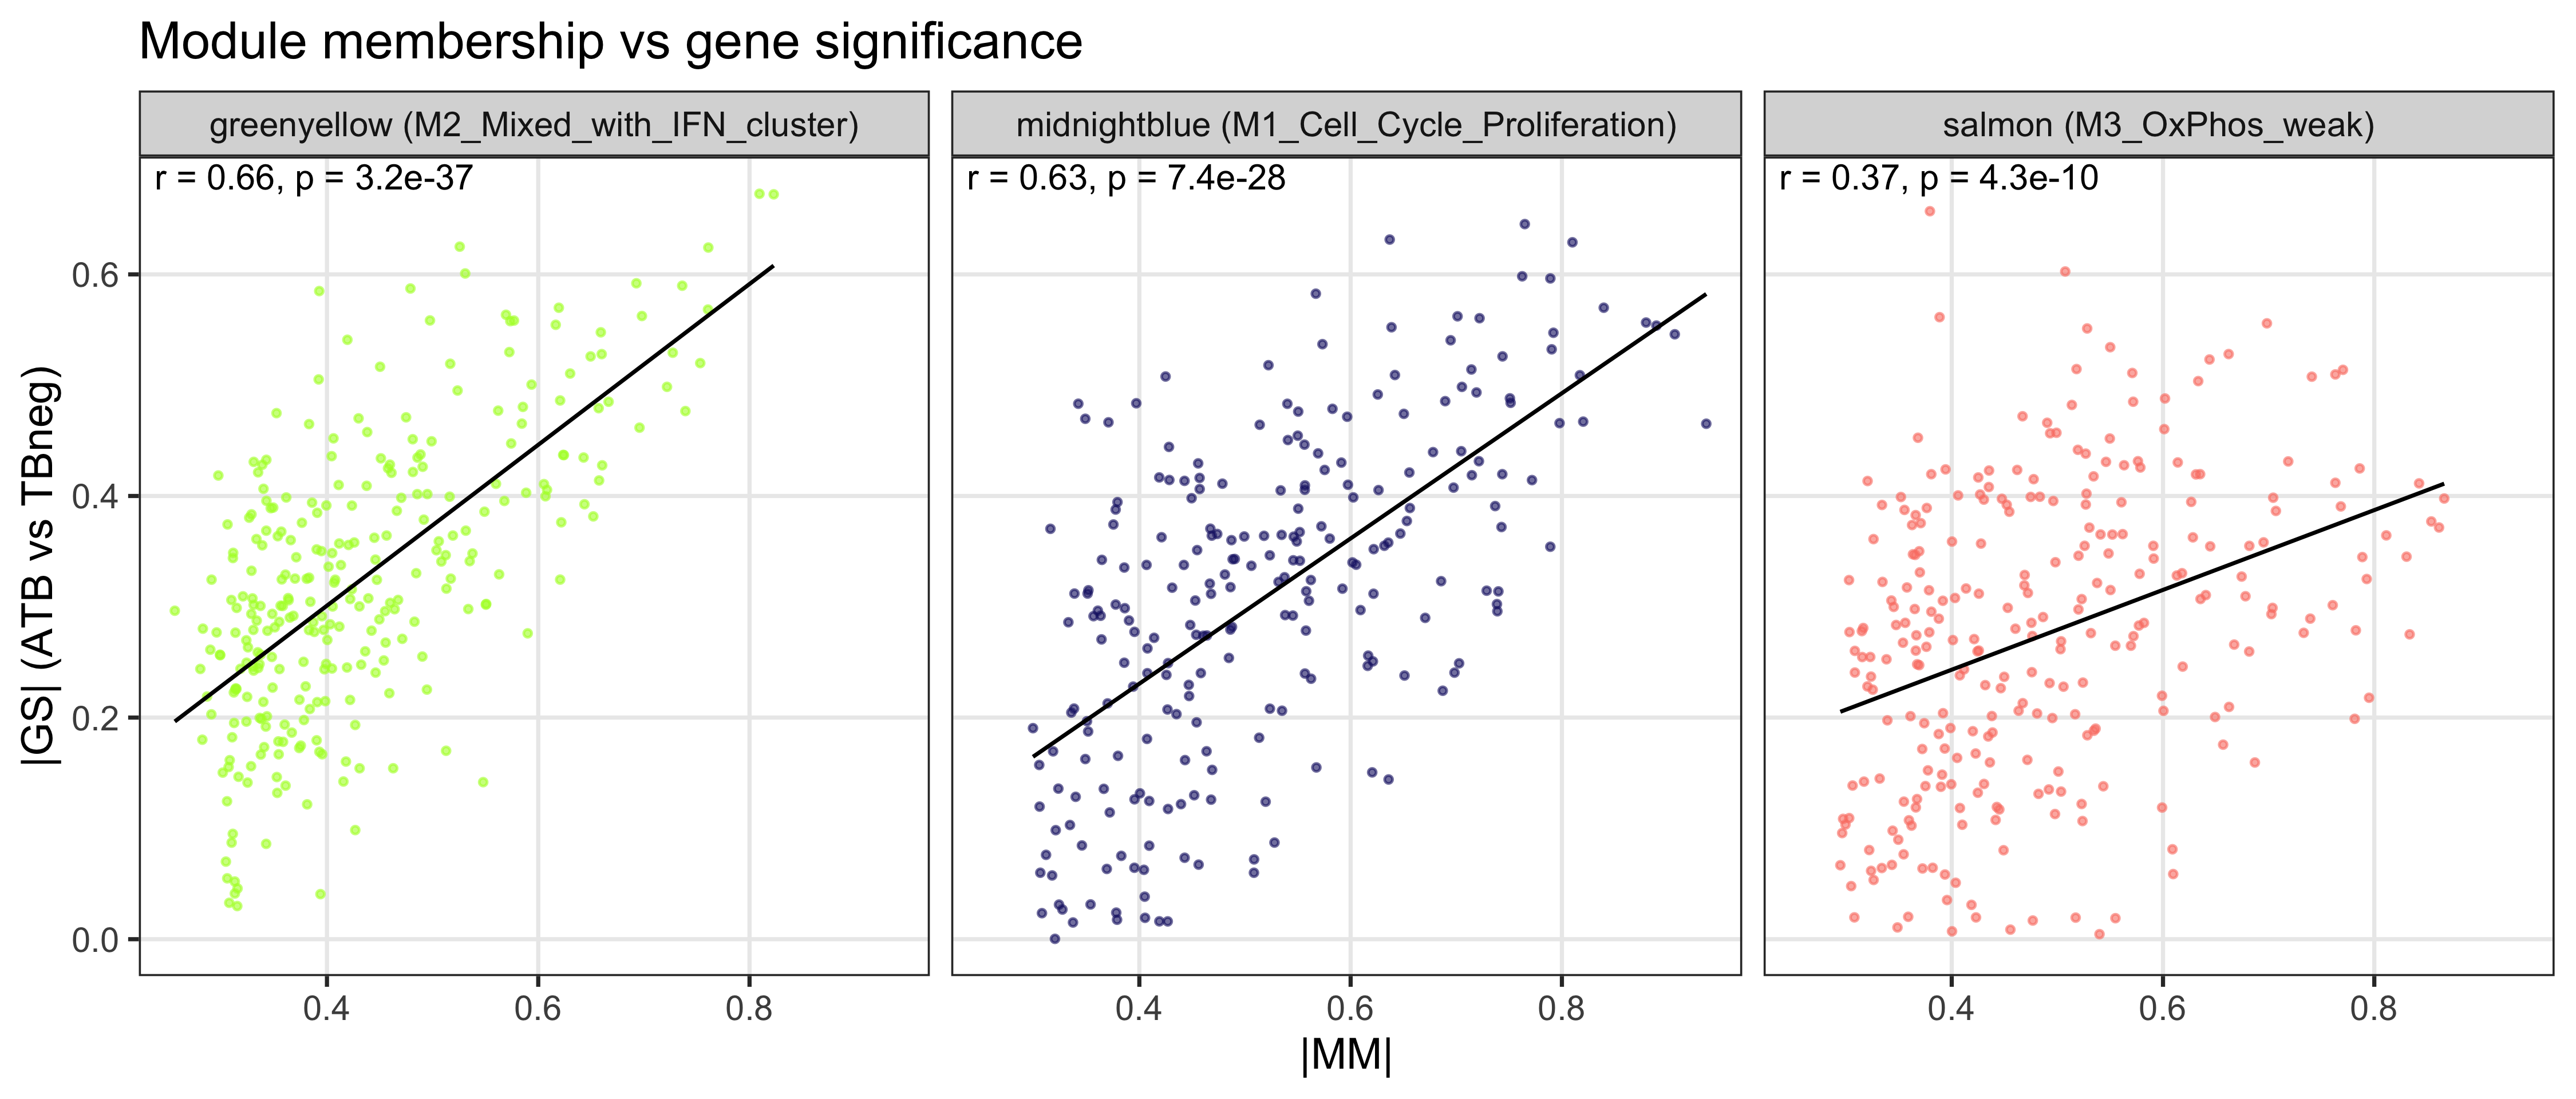 Module membership vs gene significance
greenyellow (M2_Mixed_with_IFN_cluster)
midnightblue (M1_Cell_Cycle_Proliferation)
salmon (M3_OxPhos_weak)
r = 0.66, p = 3.2e-37
r = 0.63, p = 7.4e-28
r = 0.37, p = 4.3e-10
|GS| (ATB vs TBneg)
0.6
0.4
0.2
0.0
0.4 0.6 0.8
0.4 0.6 0.8
0.4 0.6 0.8
|MM|